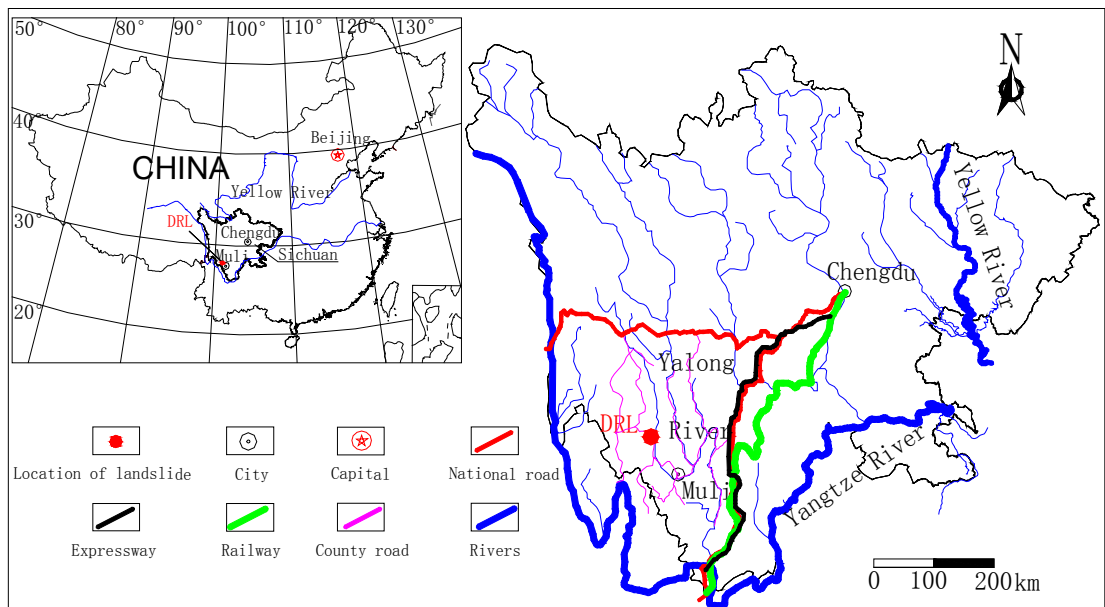 50°
80°
90°
100°
110°
120°
130°
40°
Beijing
CHINA
Yellow River
30°
DRL
Chengdu
Muli
Sichuan
20°
N
Yellow River
Chengdu
Yalong
DRL
River
Muli
Yangtze River
Location of landslide
City
Capital
National road
Expressway
Railway
County road
Rivers
0 100 200km